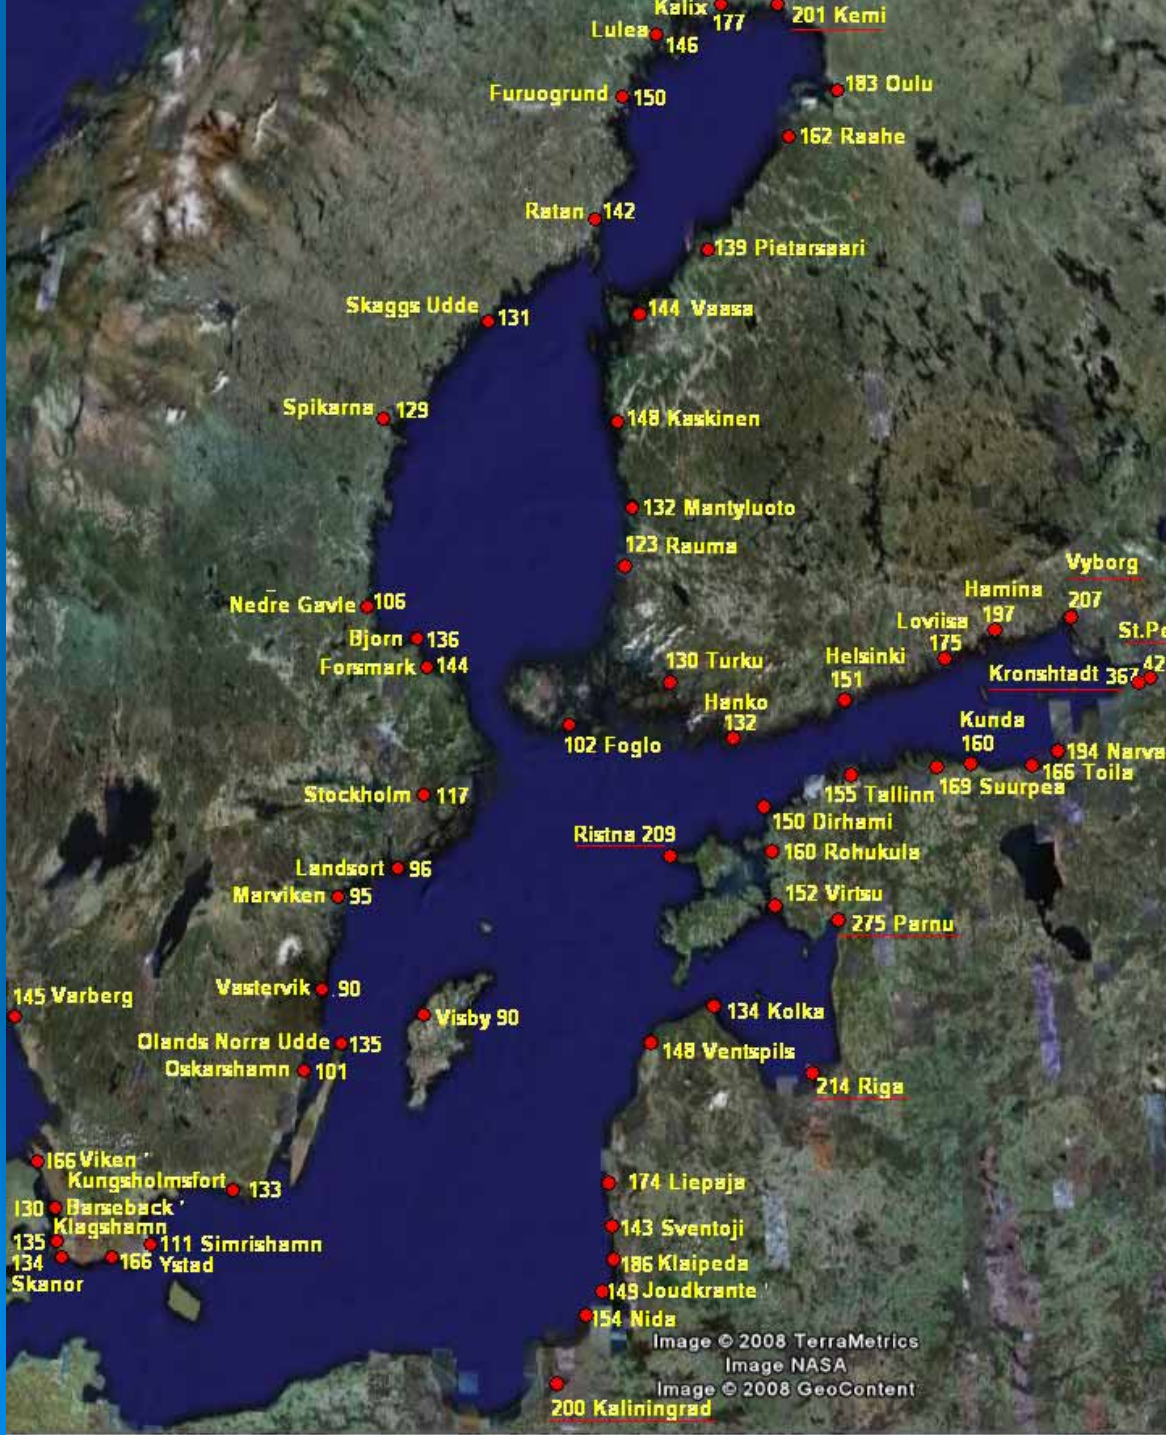 Kalix
177
201 Kemi
Lulea
146
183 Oulu
Furuogrund 150
162 Raahe
Ratan 142
139 Pietarsaari
Skaggs Udde 131
144 Vaasa
Spikarna 129
148 Kaskinen
132 Mantyluoto
123 Rauma
Vyborg
207
Hamina
197
Nedre Gavle 106
Loviisa
175
St.Pe
Bjorn 136
Forsmark 144
130 Turku
Helsinki
151
Kronshtadt 367
42
Hanko
132
Kunda
160
102 Foglo
194 Narva
166 Toila
169 Suurpea
155 Tallinn
Stockholm 117
150 Dirhami
Ristna 209
160 Rohukula
Landsort 96
Marviken 95
152 Virtsu
275 Parnu
Vastervik .90
145 Varberg
134 Kolka
Visby 90
Olands Norra Udde 135
148 Ventspils
Oskarshamn 101
214 Riga
166 Viken '
Kungsholmsfort 133
174 Liepaja
130 Barseback '
Klagshamn
135
143 Sventoji
111 Simrishamn
134
Skanor
166 Ystad
186 Klaipeda
149 Joudkrante '
154 Nida
Image © 2008 TerraMetrics
Image NASA
Image © 2008 GeoContent
200 Kaliningrad